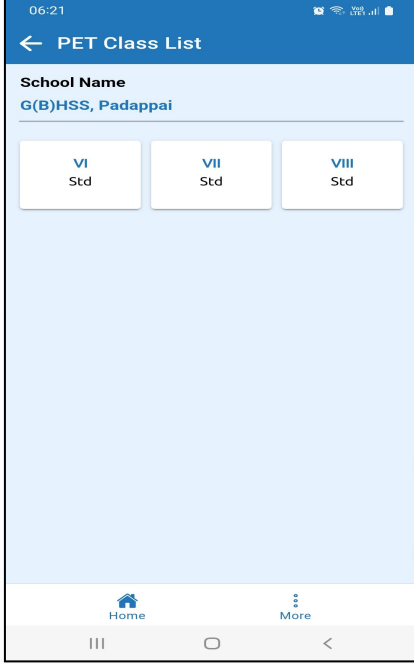 06:21
PET Class List
School Name
G(B)HSS, Padappai
VI VII VIII
Std Std Std
Home More